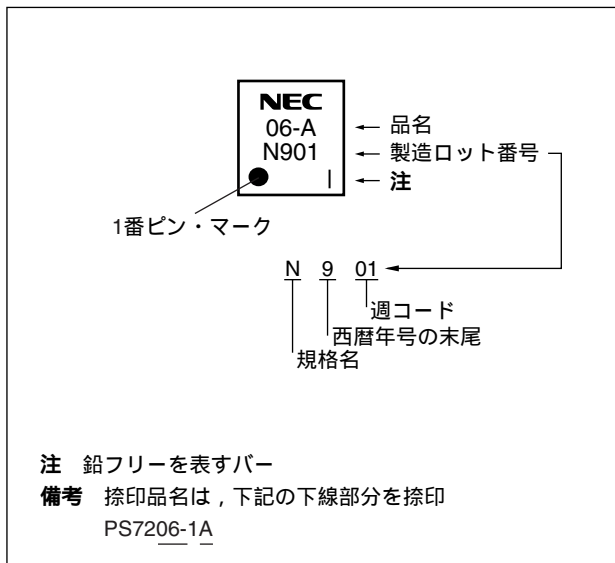 NEC
06-A
N901
品名
製造ロット番号
注
1番ピン・マーク
N 9 01
週コード
西暦年号の末尾
規格名
注 鉛フリーを表すバー
備考 捺印品名は,下記の下線部分を捺印
PS7206-1A